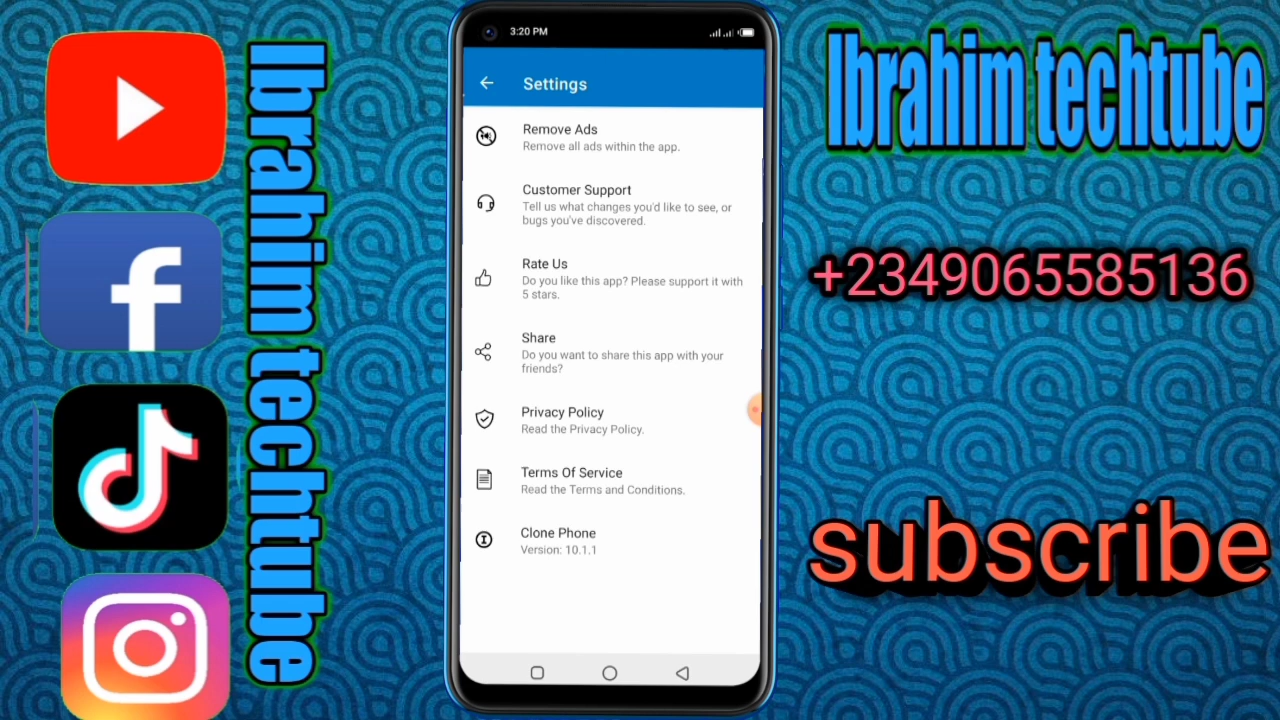 Ibrahim techtube
3:20 PM
Settings
Remove Ads
Remove all ads within the app.
Customer Support
Tell us what changes you'd like to see, or
bugs you've discovered.
Rate Us
Do you like this app? Please support it with
5 stars.
Share
Do you want to share this app with your
friends?
Privacy Policy
Read the Privacy Policy.
Terms Of Service
Read the Terms and Conditions.
Clone Phone
Version: 10.1.1
Ibrahim techtube
+2349065585136
subscribe